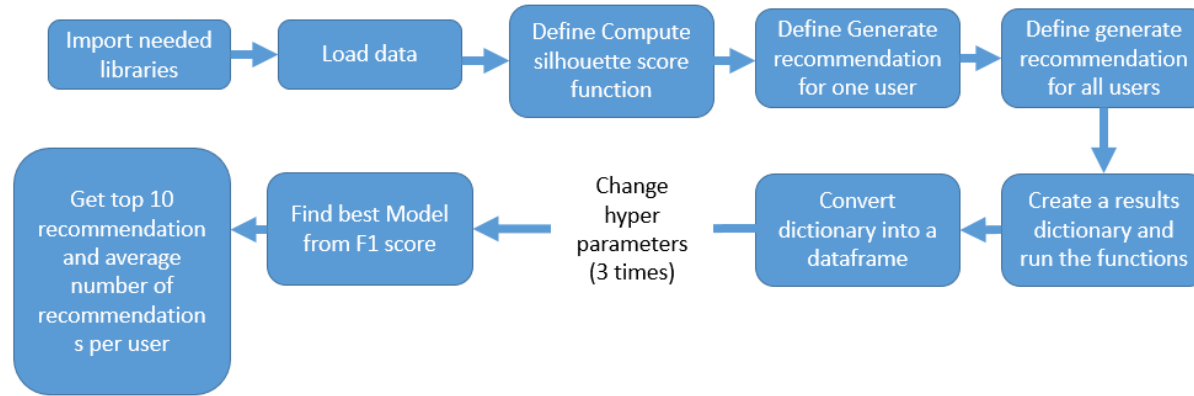 Import needed
libraries
Load data
Define Compute
silhouette score
function
Define Generate
recommendation
for one user
Define generate
recommendation
for all users
Create a results
dictionary and
run the functions
Convert
dictionary into a
dataframe
Change
hyper
parameters
(3 times)
Find best Model
from F1 score
Get top 10
recommendation
and average
number of
recommendation
s per user